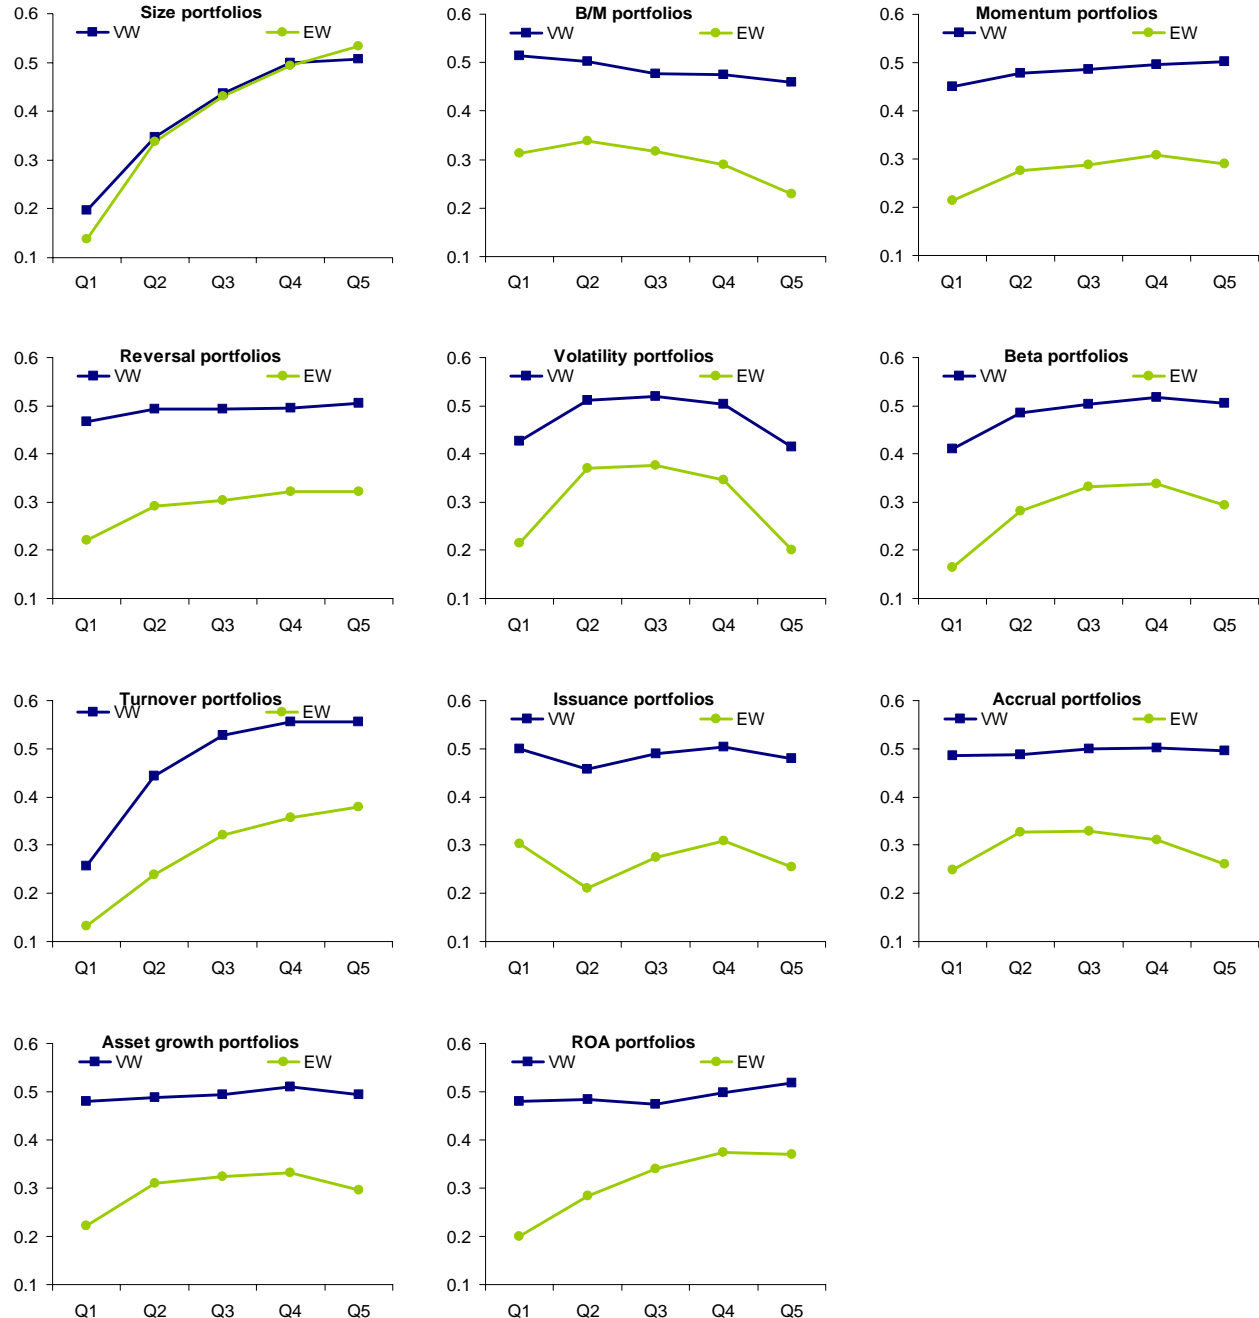 Size portfolios
VW EW
0.6
0.5
0.4
0.3
0.2
0.1
Q1 Q2 Q3 Q4 Q5
B/M portfolios
VW EW
0.6
0.5
0.4
0.3
0.2
0.1
Q1 Q2 Q3 Q4 Q5
Momentum portfolios
VW EW
0.6
0.5
0.4
0.3
0.2
0.1
Q1 Q2 Q3 Q4 Q5
Reversal portfolios
VW EW
0.6
0.5
0.4
0.3
0.2
0.1
Q1 Q2 Q3 Q4 Q5
Volatility portfolios
VW EW
0.6
0.5
0.4
0.3
0.2
0.1
Q1 Q2 Q3 Q4 Q5
Beta portfolios
VW EW
0.6
0.5
0.4
0.3
0.2
0.1
Q1 Q2 Q3 Q4 Q5
Turnover portfolios
VW EW
0.6
0.5
0.4
0.3
0.2
0.1
Q1 Q2 Q3 Q4 Q5
Issuance portfolios
VW EW
0.6
0.5
0.4
0.3
0.2
0.1
Q1 Q2 Q3 Q4 Q5
Accrual portfolios
VW EW
0.6
0.5
0.4
0.3
0.2
0.1
Q1 Q2 Q3 Q4 Q5
Asset growth portfolios
VW EW
0.6
0.5
0.4
0.3
0.2
0.1
Q1 Q2 Q3 Q4 Q5
ROA portfolios
VW EW
0.6
0.5
0.4
0.3
0.2
0.1
Q1 Q2 Q3 Q4 Q5